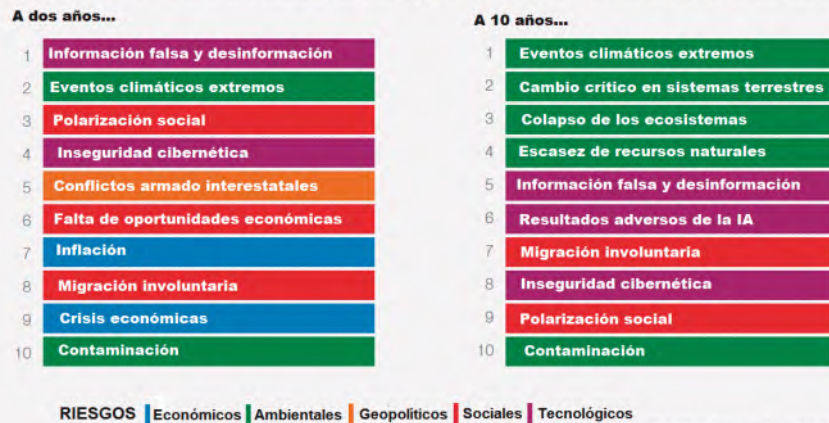 A dos años...
1 Información falsa y desinformación
2 Eventos climáticos extremos
3 Polarización social
4 Inseguridad cibernética
5 Conflictos armado interestatales
6 Falta de oportunidades económicas
7 Inflación
8 Migración involuntaria
9 Crisis económicas
10 Contaminación
A 10 años...
1 Eventos climáticos extremos
2 Cambio crítico en sistemas terrestres
3 Colapso de los ecosistemas
4 Escasez de recursos naturales
5 Información falsa y desinformación
6 Resultados adversos de la IA
7 Migración involuntaria
8 Inseguridad cibernética
9 Polarización social
10 Contaminación
RIESGOS Económicos Ambientales Geopolíticos Sociales Tecnológicos